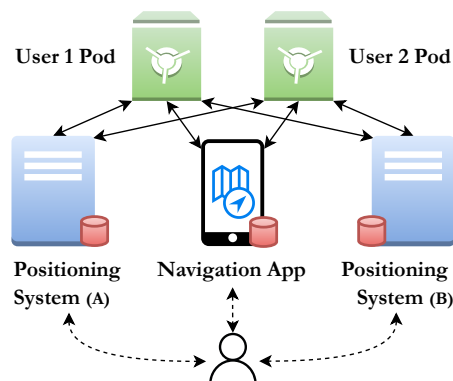 User 1 Pod
User 2 Pod
Positioning
System (A)
Navigation App
Positioning
System (B)